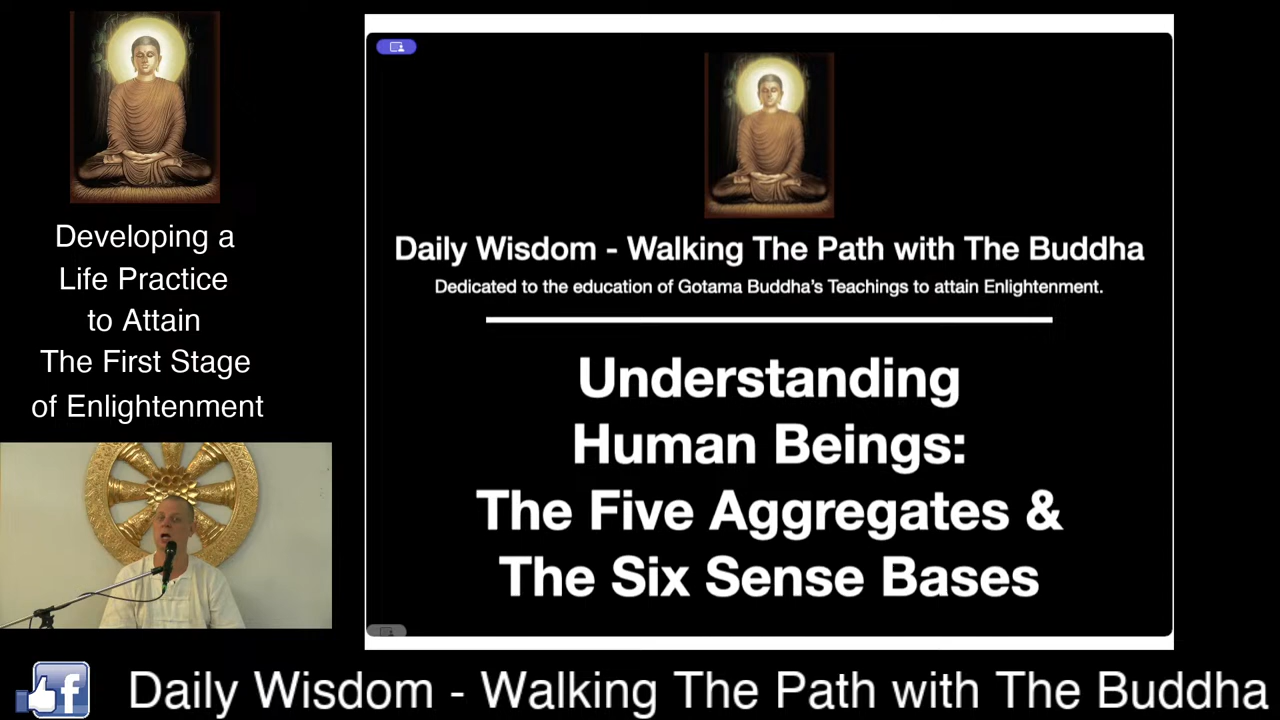 Developing a
Life Practice
to Attain
The First Stage
of Enlightenment
Daily Wisdom - Walking The Path with The Buddha
Dedicated to the education of Gotama Buddha's Teachings to attain Enlightenment.
Understanding
Human Beings:
The Five Aggregates &
The Six Sense Bases
f
Daily Wisdom - Walking The Path with The Buddha